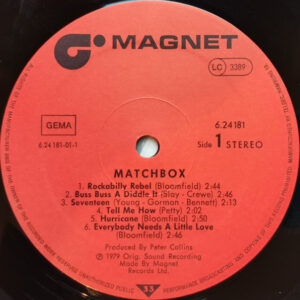 MAGNET
LC 3389
GEMA
6.24181
6.24181-01-1
Side 1 STEREO
MATCHBOX
1. Rockabilly Rebel (Bloomfield) 2:44
2. Buss Buss A Diddle It (Slay - Crewe) 2:46
3. Seventeen (Young - Gorman - Bennett) 2:13
4. Tell Me How (Petty) 2:02
5. Hurricane (Bloomfield) 2:50
6. Everybody Needs A Little Love
(Bloomfield) 2:46
Produced By Peter Collins
℗ 1979 Orig. Sound Recording
Made By Magnet
Records Ltd.
33